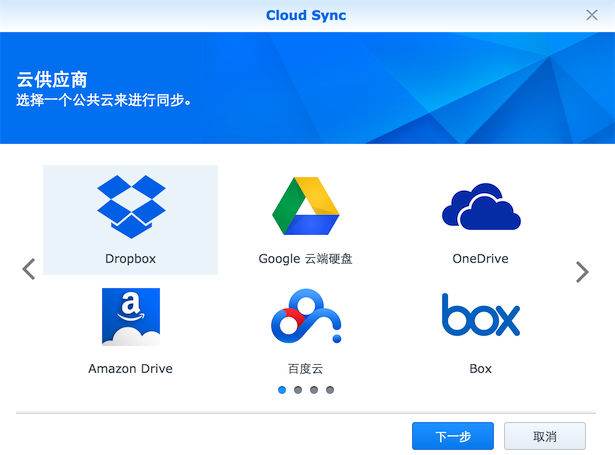 Cloud Sync
云供应商
选择一个公共云来进行同步。
Dropbox
Google 云端硬盘
OneDrive
a
box
Amazon Drive
百度云
Box
下一步
取消